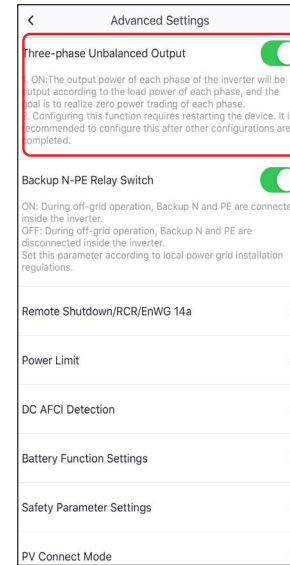 Advanced Settings
Three-phase Unbalanced Output
1. ON:The output power of each phase of the inverter will be
output according to the load power of each phase, and the
goal is to realize zero power trading of each phase.
2. Configuring this function requires restarting the device. It i
recommended to configure this after other configurations are
completed.
Backup N-PE Relay Switch
ON: During off-grid operation, Backup N and PE are connecte
inside the inverter.
OFF: During off-grid operation, Backup N and PE are
disconnected inside the inverter.
Set this parameter according to local power grid installation
regulations.
Remote Shutdown/RCR/EnWG 14a
Power Limit
DC AFCI Detection
Battery Function Settings
Safety Parameter Settings
PV Connect Mode